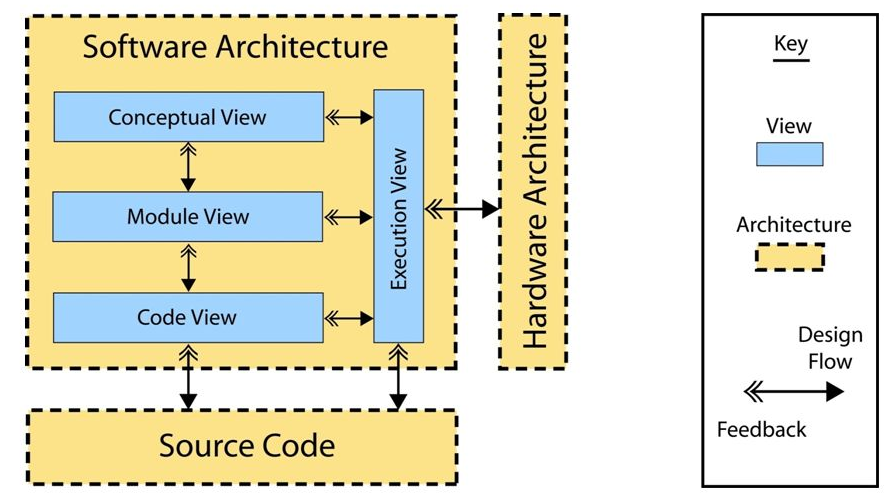 Software Architecture
Conceptual View
Module View
Code View
Execution View
Hardware Architecture
Source Code
Key
View
Architecture
Design
Flow
Feedback